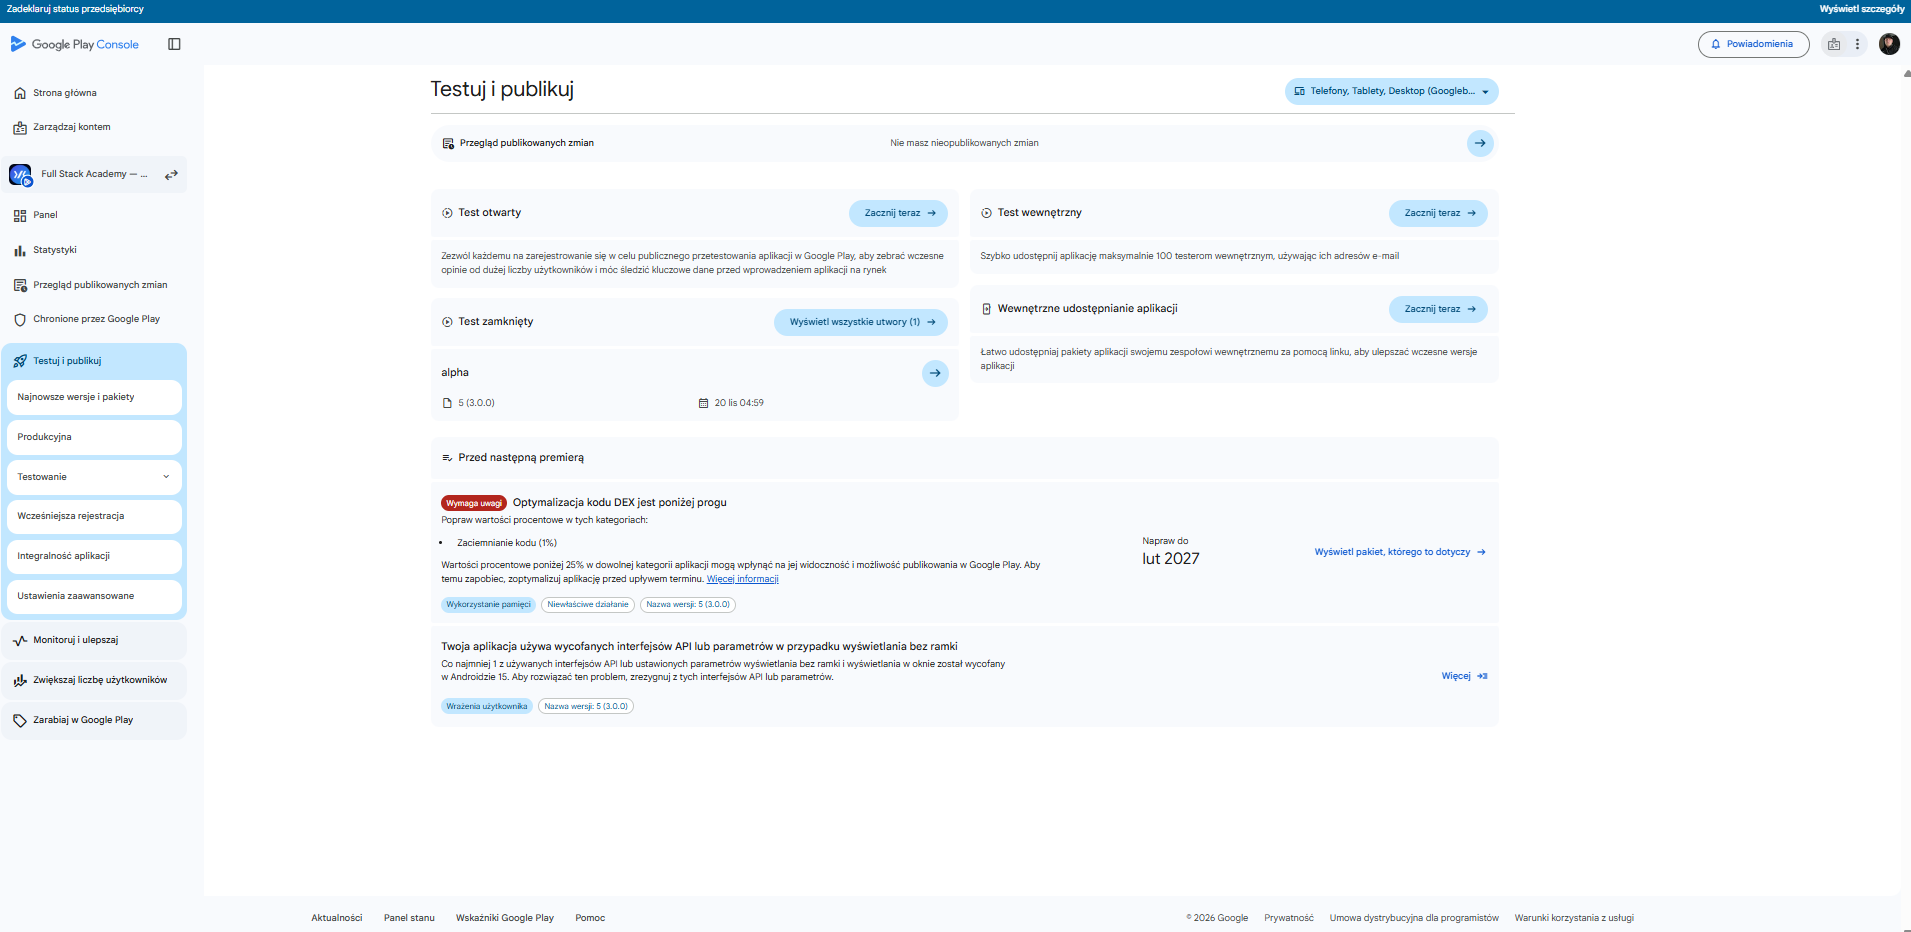 Zadeklaruj status przedsiębiorcy
Wyświetl szczegóły
Google Play Console
Powiadomienia
Strona główna
Zarządzaj kontem
Full Stack Academy — ...
Panel
Statystyki
Przegląd publikowanych zmian
Chronione przez Google Play
Testuj i publikuj
Najnowsze wersje i pakiety
Produkcyjna
Testowanie
Wcześniejsza rejestracja
Integralność aplikacji
Ustawienia zaawansowane
Monitoruj i ulepszaj
Zwiększaj liczbę użytkowników
Zarabiaj w Google Play
Testuj i publikuj
Telefony, Tablety, Desktop (Googleb...
Przegląd publikowanych zmian
Nie masz nieopublikowanych zmian
Test otwarty
Zacznij teraz
Zezwól każdemu na zarejestrowanie się w celu publicznego przetestowania aplikacji w Google Play, aby zebrać wczesne
opinie od dużej liczby użytkowników i móc śledzić kluczowe dane przed wprowadzeniem aplikacji na rynek
Test wewnętrzny
Zacznij teraz
Szybko udostępnij aplikację maksymalnie 100 testerom wewnętrznym, używając ich adresów e-mail
Test zamknięty
Wyświetl wszystkie utwory (1)
alpha
5 (3.0.0)
20 lis 04:59
Wewnętrzne udostępnianie aplikacji
Zacznij teraz
Łatwo udostępniaj pakiety aplikacji swojemu zespołowi wewnętrznemu za pomocą linku, aby ulepszać wczesne wersje
aplikacji
Przed następną premierą
Wymaga uwagi Optymalizacja kodu DEX jest poniżej progu
Popraw wartości procentowe w tych kategoriach:
• Zaciemnianie kodu (1%)
Wartości procentowe poniżej 25% w dowolnej kategorii aplikacji mogą wpłynąć na jej widoczność i możliwość publikowania w Google Play. Aby
temu zapobiec, zoptymalizuj aplikację przed upływem terminu. Więcej informacji
Wykorzystanie pamięci
Niewłaściwe działanie
Nazwa wersji: 5 (3.0.0)
Napraw do
lut 2027
Wyświetl pakiet, którego to dotyczy
Twoja aplikacja używa wycofanych interfejsów API lub parametrów w przypadku wyświetlania bez ramki
Co najmniej 1 z używanych interfejsów API lub ustawionych parametrów wyświetlania bez ramki i wyświetlania w oknie został wycofany
w Androidzie 15. Aby rozwiązać ten problem, zrezygnuj z tych interfejsów API lub parametrów.
Wrażenia użytkownika
Nazwa wersji: 5 (3.0.0)
Więcej
Aktualności
Panel stanu
Wskaźniki Google Play
Pomoc
© 2026 Google
Prywatność
Umowa dystrybucyjna dla programistów
Warunki korzystania z usługi